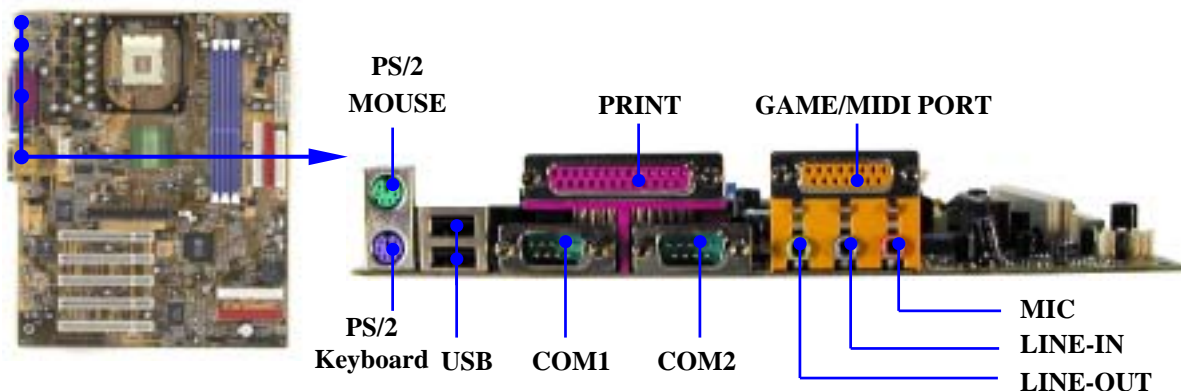 PS/2
MOUSE
PRINT
GAME/MIDI PORT
PS/2
Keyboard
USB
COM1
COM2
MIC
LINE-IN
LINE-OUT